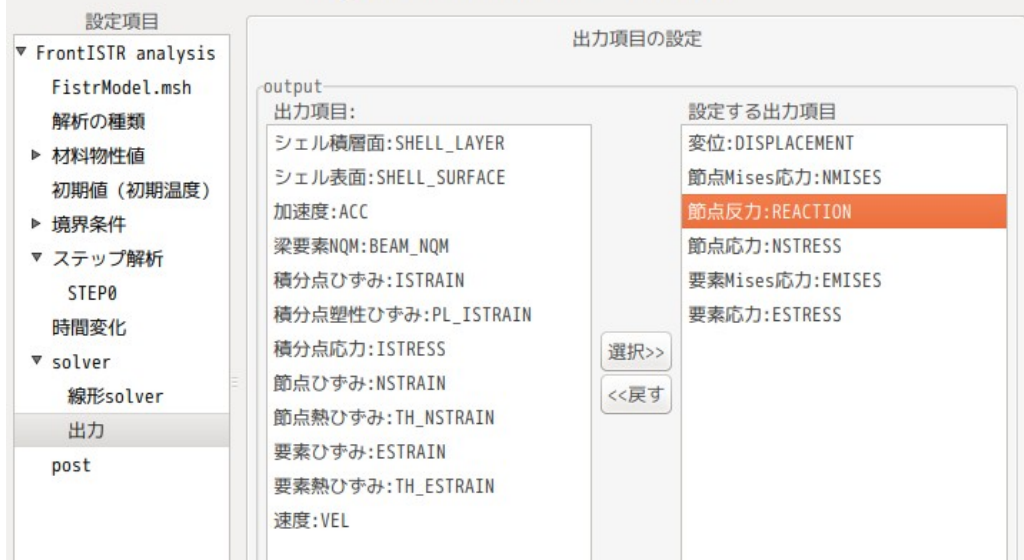 設定項目
FrontISTR analysis
FistrModel.msh
解析の種類
材料物性値
初期値（初期温度）
境界条件
ステップ解析
STEP0
時間変化
solver
線形solver
出力
post
出力項目の設定
output
出力項目:
シェル積層面:SHELL_LAYER
シェル表面:SHELL_SURFACE
加速度:ACC
梁要素NQM:BEAM_NQM
積分点ひずみ:ISTRAIN
積分点塑性ひずみ:PL_ISTRAIN
積分点応力:ISTRESS
節点ひずみ:NSTRAIN
節点熱ひずみ:TH_NSTRAIN
要素ひずみ:ESTRAIN
要素熱ひずみ:TH_ESTRAIN
速度:VEL
選択>>
<<戻す
設定する出力項目
変位:DISPLACEMENT
節点Mises応力:NMISES
節点反力:REACTION
節点応力:NSTRESS
要素Mises応力:EMISES
要素応力:ESTRESS